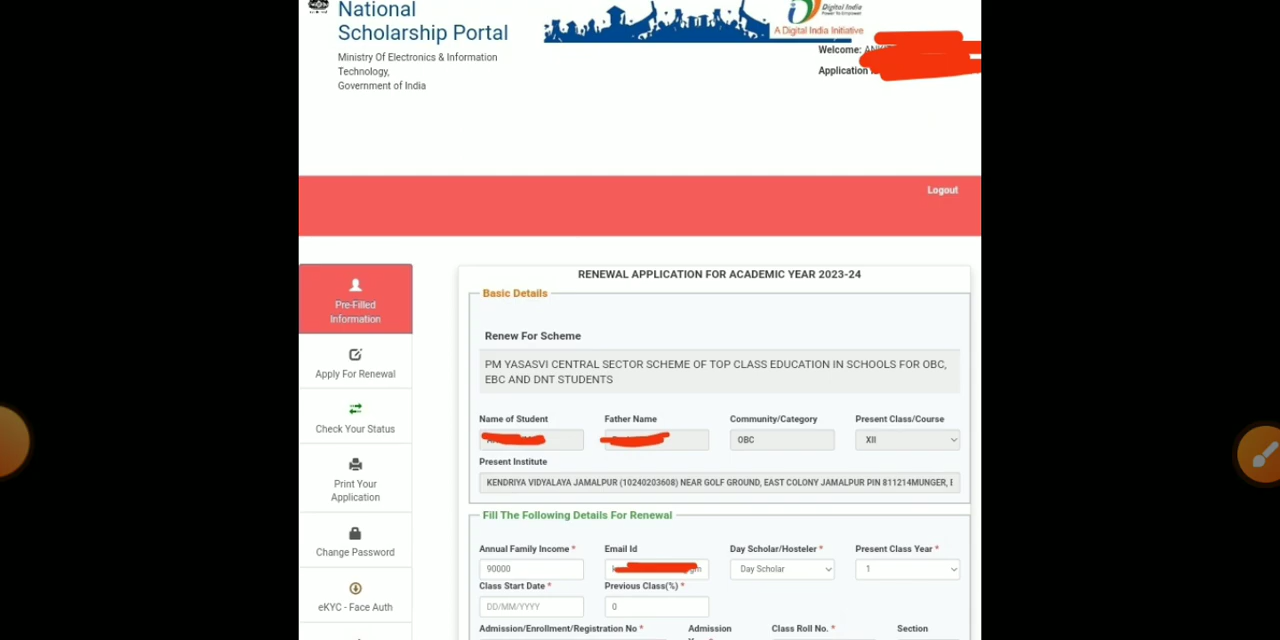 National
Scholarship Portal
Ministry Of Electronics & Information
Technology,
Government of India
Digital India
Power To Empower
A Digital India Initiative
Welcome:
Application
Logout
Pre-Filled
Information
Apply For Renewal
Check Your Status
Print Your
Application
Change Password
eKYC - Face Auth
RENEWAL APPLICATION FOR ACADEMIC YEAR 2023-24
Basic Details
Renew For Scheme
PM YASASVI CENTRAL SECTOR SCHEME OF TOP CLASS EDUCATION IN SCHOOLS FOR OBC,
EBC AND DNT STUDENTS
Name of Student Father Name Community/Category Present Class/Course
OBC XII
Present Institute
KENDRIYA VIDYALAYA JAMALPUR (10240203608) NEAR GOLF GROUND, EAST COLONY JAMALPUR PIN 811214MUNGER,
Fill The Following Details For Renewal
Annual Family Income * Email Id Day Scholar/Hosteler * Present Class Year *
90000 Day Scholar 1
Class Start Date * Previous Class(%) *
DD/MM/YYYY 0
Admission/Enrollment/Registration No * Admission Class Roll No. * Section